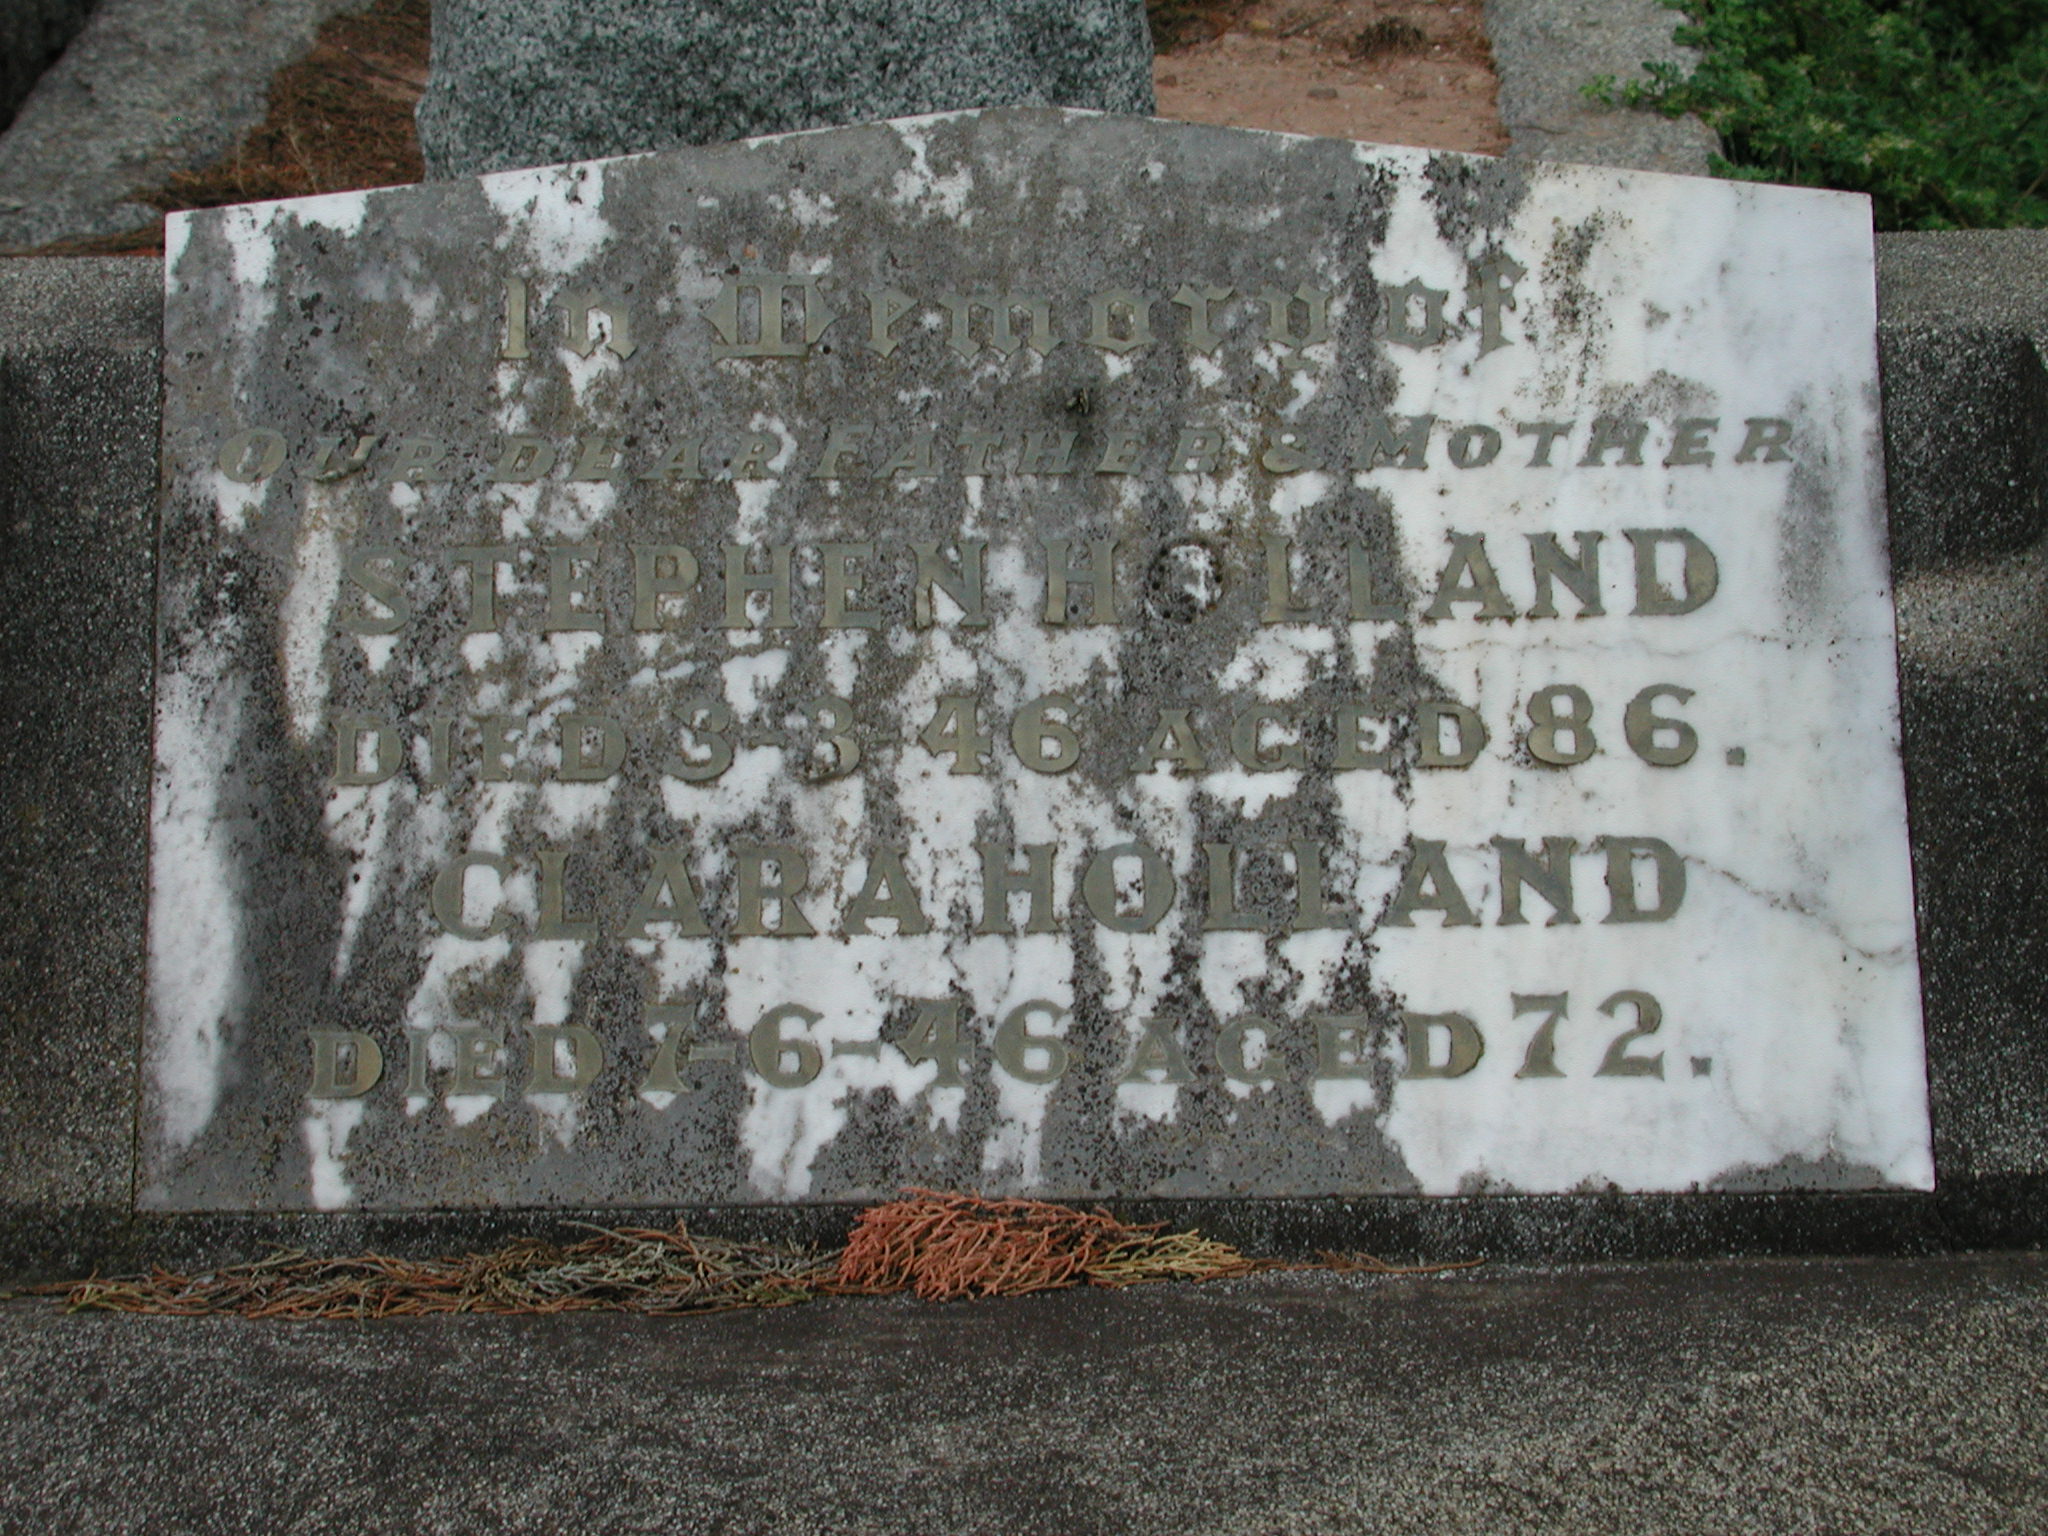 In Memory of
OUR DEAR FATHER & MOTHER
STEPHEN HOLLAND
DIED 3-3-46 AGED 86.
CLARA HOLLAND
DIED 7-6-46 AGED 72.